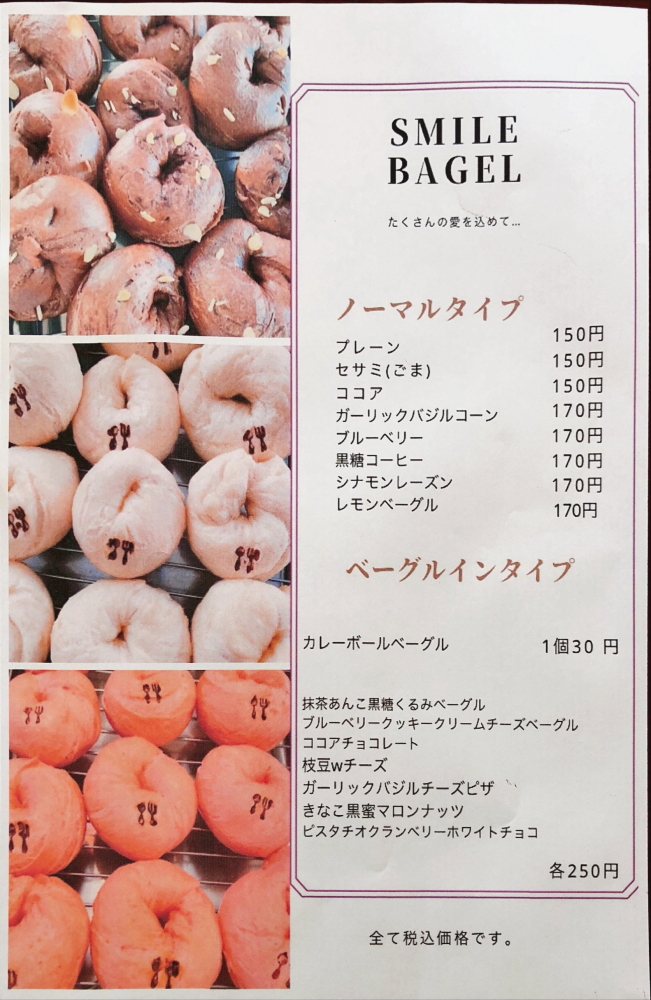 SMILE
BAGEL
たくさんの愛を込めて…
ノーマルタイプ
プレーン 150円
セサミ(ごま) 150円
ココア 150円
ガーリックバジルコーン 170円
ブルーベリー 170円
黒糖コーヒー 170円
シナモンレーズン 170円
レモンベーグル 170円
ベーグルインタイプ
カレーボールベーグル 1個30 円
抹茶あんこ黒糖くるみベーグル
ブルーベリークッキークリームチーズベーグル
ココアチョコレート
枝豆wチーズ
ガーリックバジルチーズピザ
きなこ黒蜜マロンナッツ
ピスタチオクランベリーホワイトチョコ
各250円
全て税込価格です。